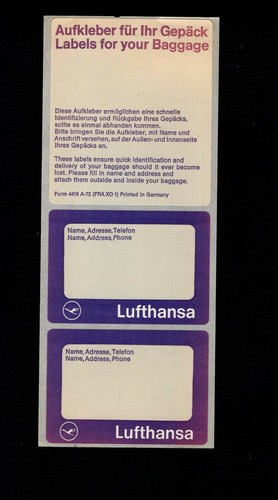 Aufkleber für Ihr Gepäck
Labels for your Baggage
Diese Aufkleber ermöglichen eine schnelle
Identifizierung und Rückgabe Ihres Gepäcks,
sollte es einmal abhanden kommen.
Bitte bringen Sie die Aufkleber, mit Name und
Anschrift versehen, auf der Außen- und Innenseite
Ihres Gepäcks an.
These labels ensure quick identification and
delivery of your baggage should it ever become
lost. Please fill in name and address and
attach them outside and inside your baggage.
Form 4416 A-72 (FRA XO 1) Printed in Germany
Name, Adresse, Telefon
Name, Address, Phone
Lufthansa
Name, Adresse, Telefon
Name, Address, Phone
Lufthansa